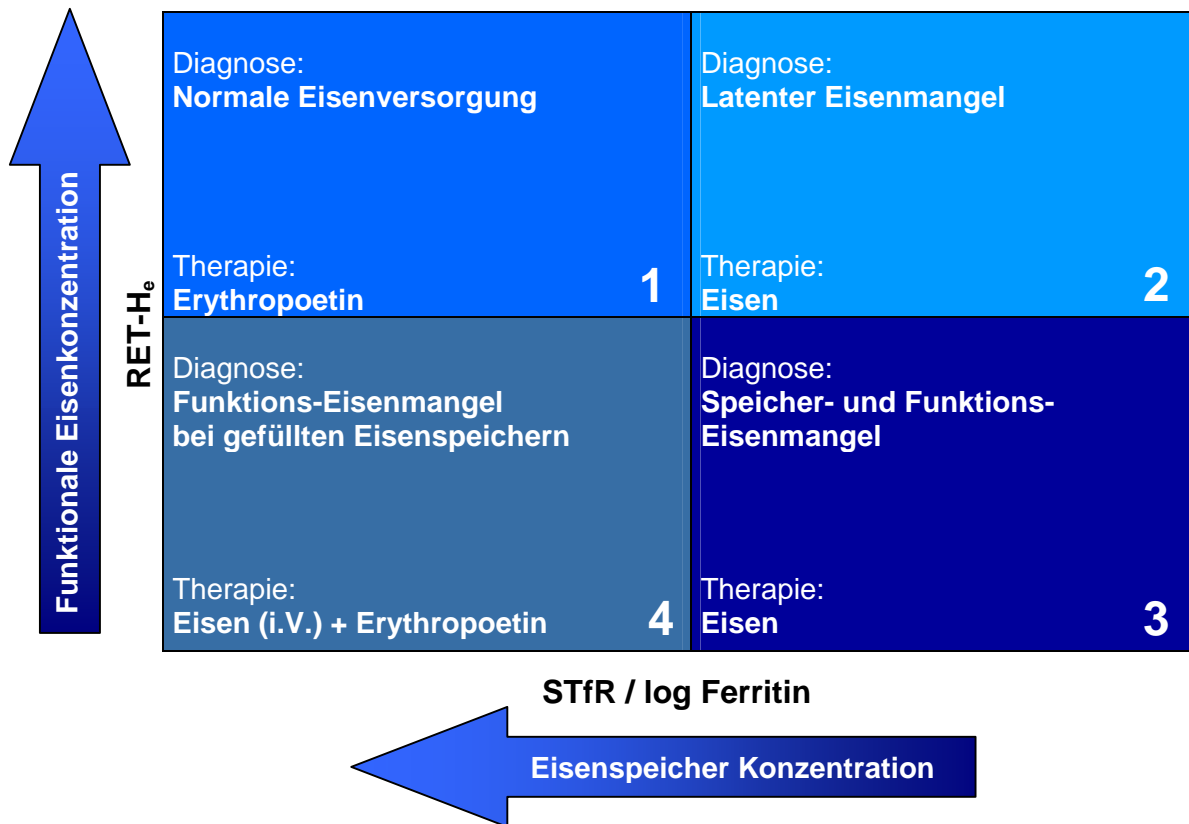 Funktionale Eisenkonzentration
RET-He
Diagnose:
Normale Eisenversorgung
Therapie:
Erythropoetin
1
Diagnose:
Latenter Eisenmangel
Therapie:
Eisen
2
Diagnose:
Funktions-Eisenmangel
bei gefüllten Eisenspeichern
Therapie:
Eisen (i.V.) + Erythropoetin
4
Diagnose:
Speicher- und Funktions-
Eisenmangel
Therapie:
Eisen
3
STfR / log Ferritin
Eisenspeicher Konzentration